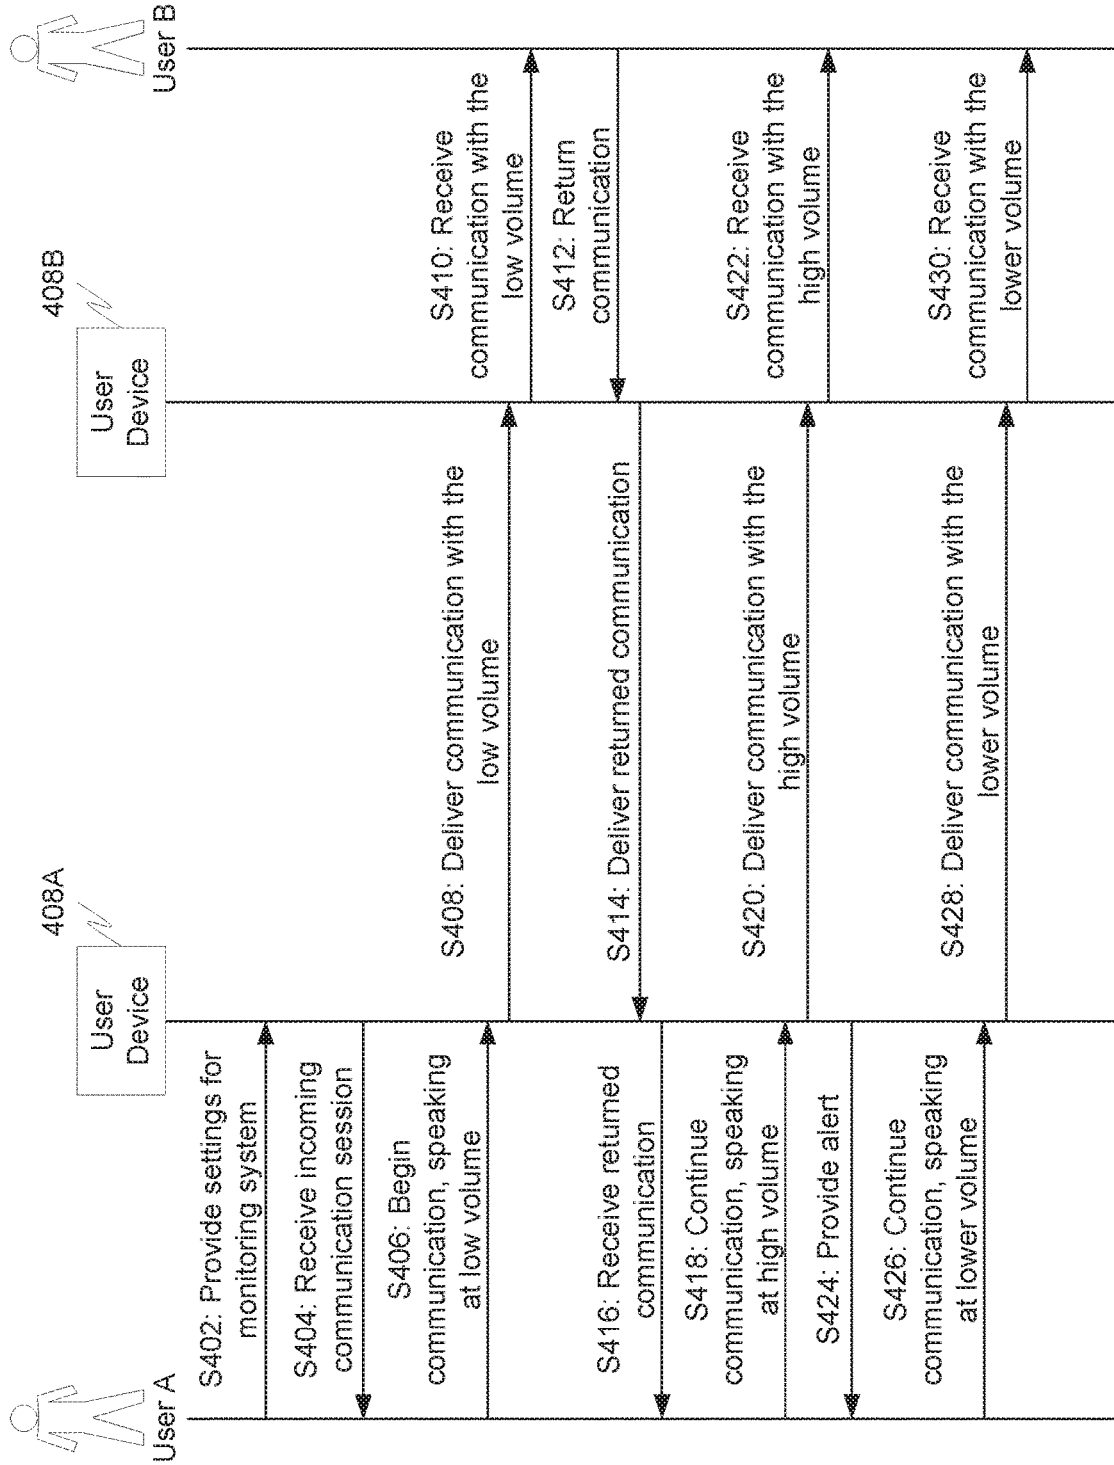 User A
408A
User
Device
408B
User
Device
User B
S402: Provide settings for
monitoring system
S404: Receive incoming
communication session
S406: Begin
communication, speaking
at low volume
S408: Deliver communication with the
low volume
S410: Receive
communication with the
low volume
S412: Return
communication
S414: Deliver returned communication
S416: Receive returned
communication
S418: Continue
communication, speaking
at high volume
S420: Deliver communication with the
high volume
S422: Receive
communication with the
high volume
S424: Provide alert
S426: Continue
communication, speaking
at lower volume
S428: Deliver communication with the
lower volume
S430: Receive
communication with the
lower volume